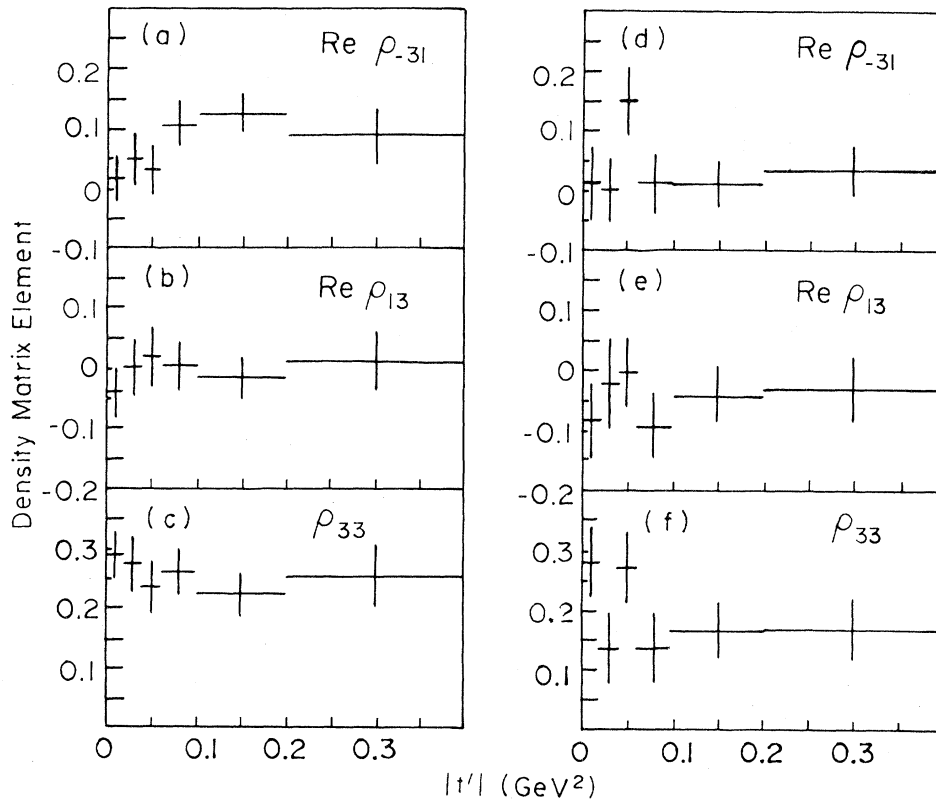 Density Matrix Element
(a) Re ρ-31
0.2
0.1
0
-0.1
(b) Re ρ13
0.1
0
-0.1
-0.2
(c) ρ33
0.3
0.2
0.1
0 0.1 0.2 0.3
(d) Re ρ-31
0.2
0.1
0
-0.1
(e) Re ρ13
0.1
0
-0.1
-0.2
(f) ρ33
0.3
0.2
0.1
0 0.1 0.2 0.3
|t'| (GeV²)